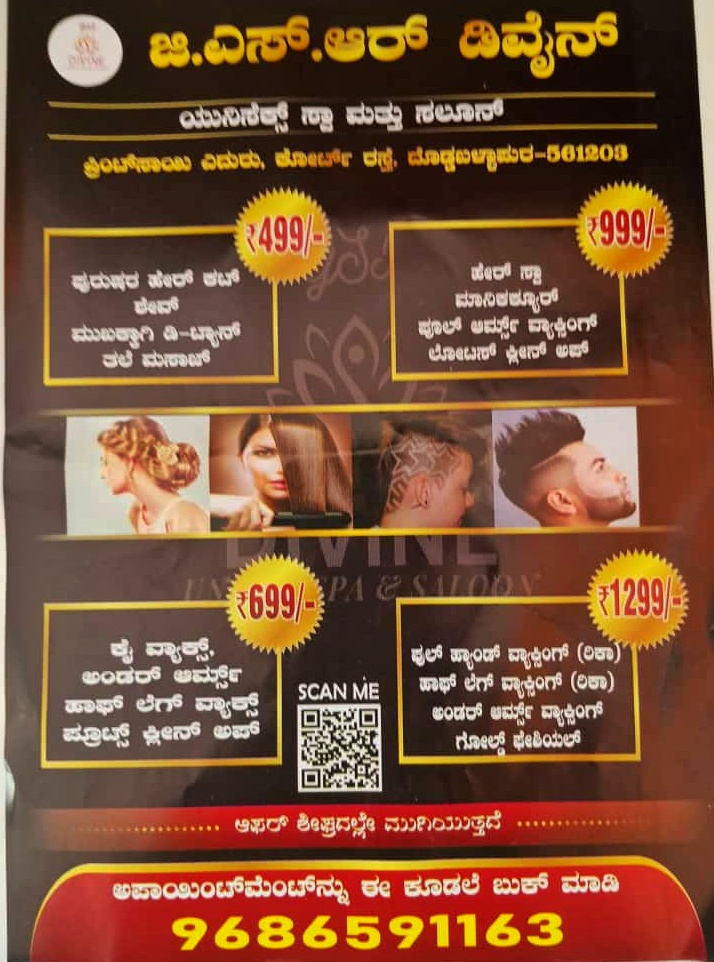 DIVINE
ಜಿ.ಎಸ್.ಆರ್ ಡಿವೈನ್
ಯುನಿಸೆಕ್ಸ್ ಸ್ಪಾ ಮತ್ತು ಸಲೂನ್
ಪ್ರಿಂಟ್‌ಸಾಯಿ ಎದುರು, ಕೋರ್ಟ್ ರಸ್ತೆ, ದೊಡ್ಡಬಳ್ಳಾಪುರ-561203
₹499/-
ಪುರುಷರ ಹೇರ್ ಕಟ್
ಶೇವ್
ಮುಖಕ್ಕಾಗಿ ಡಿ-ಟ್ಯಾನ್
ತಲೆ ಮಸಾಜ್
₹999/-
ಹೇರ್ ಸ್ಪಾ
ಮಾನಿಕಕ್ಯೂರ್
ಪೂಲ್ ಆರ್ಮ್ಸ್ ವ್ಯಾಕ್ಸಿಂಗ್
ಲೋಟಸ್ ಕ್ಲೀನ್ ಅಪ್
DIVINE
SPA & SALOON
₹699/-
ಕೈ ವ್ಯಾಕ್ಸ್,
ಅಂಡರ್ ಆರ್ಮ್ಸ್
ಹಾಫ್ ಲೆಗ್ ವ್ಯಾಕ್ಸ್
ಪ್ರೂಟ್ಸ್ ಕ್ಲೀನ್ ಅಪ್
SCAN ME
₹1299/-
ಫುಲ್ ಹ್ಯಾಂಡ್ ವ್ಯಾಕ್ಸಿಂಗ್ (ರಿಕಾ)
ಹಾಫ್ ಲೆಗ್ ವ್ಯಾಕ್ಸಿಂಗ್ (ರಿಕಾ)
ಅಂಡರ್ ಆರ್ಮ್ಸ್ ವ್ಯಾಕ್ಸಿಂಗ್
ಗೋಲ್ಡ್ ಫೇಶಿಯಲ್
ಆಫರ್ ಶೀಘ್ರದಲ್ಲೇ ಮುಗಿಯುತ್ತದೆ
ಅಪಾಯಿಂಟ್‌ಮೆಂಟ್‌ನ್ನು ಈ ಕೂಡಲೆ ಬುಕ್ ಮಾಡಿ
9686591163